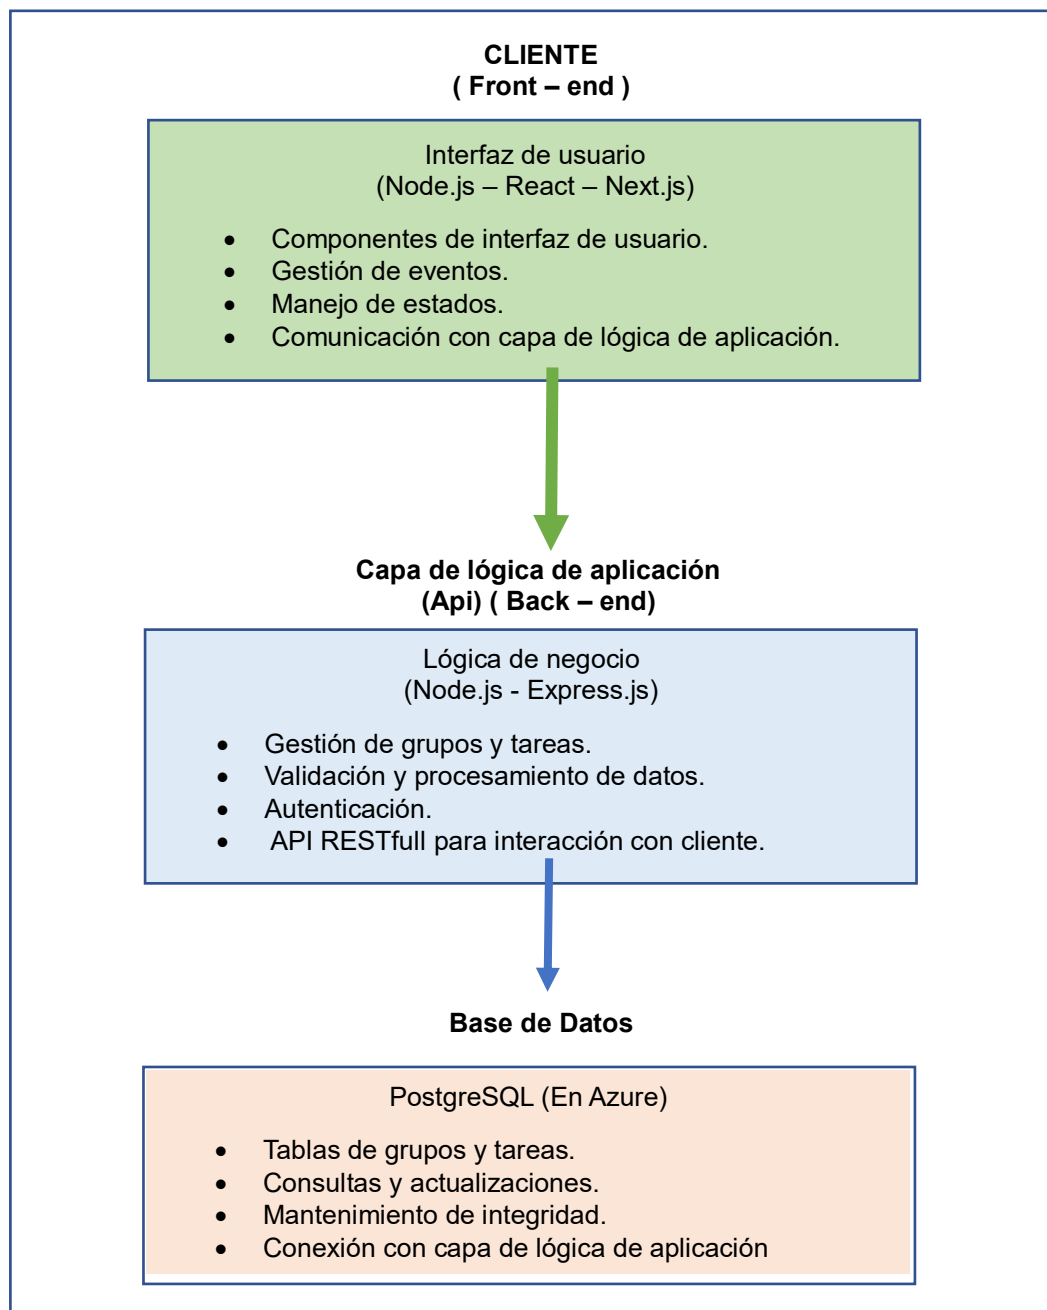 CLIENTE
( Front – end )
Interfaz de usuario
(Node.js – React – Next.js)
• Componentes de interfaz de usuario.
• Gestión de eventos.
• Manejo de estados.
• Comunicación con capa de lógica de aplicación.
Capa de lógica de aplicación
(Api) ( Back – end)
Lógica de negocio
(Node.js - Express.js)
• Gestión de grupos y tareas.
• Validación y procesamiento de datos.
• Autenticación.
• API RESTfull para interacción con cliente.
Base de Datos
PostgreSQL (En Azure)
• Tablas de grupos y tareas.
• Consultas y actualizaciones.
• Mantenimiento de integridad.
• Conexión con capa de lógica de aplicación